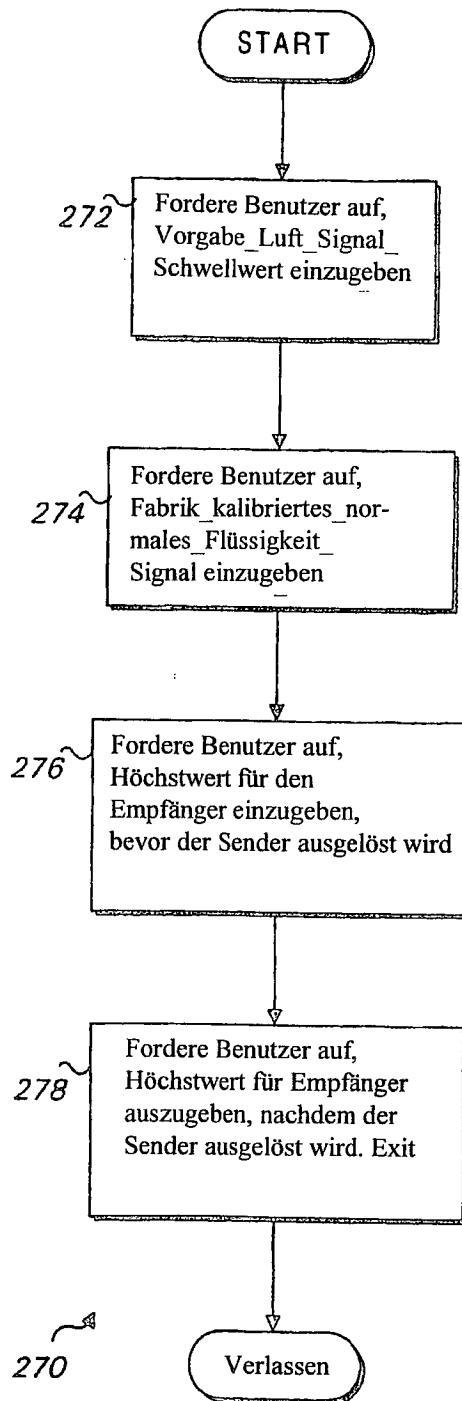 START
272
Fordere Benutzer auf,
Vorgabe_Luft_Signal_
Schwellwert einzugeben
274
Fordere Benutzer auf,
Fabrik_kalibriertes_nor-
males_Flüssigkeit_
Signal einzugeben
276
Fordere Benutzer auf,
Höchstwert für den
Empfänger einzugeben,
bevor der Sender ausgelöst wird
278
Fordere Benutzer auf,
Höchstwert für Empfänger
auszugeben, nachdem der
Sender ausgelöst wird. Exit
270
Verlassen